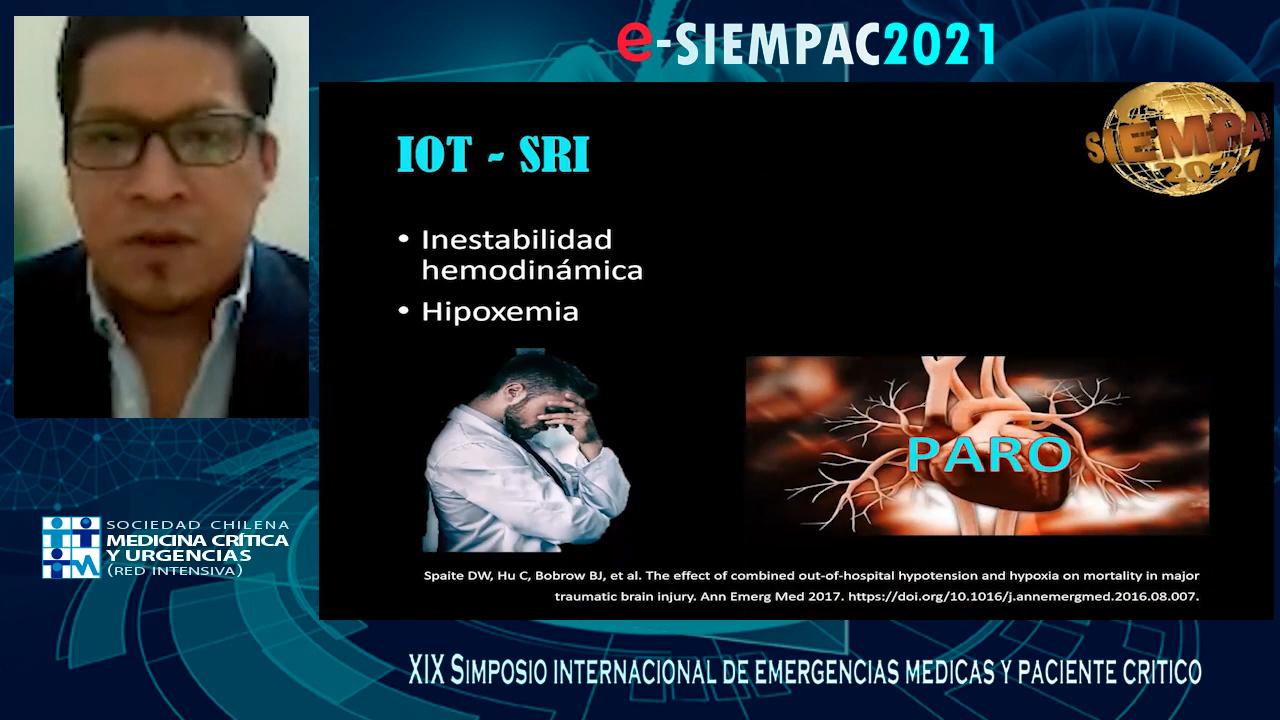 e-SIEMPAC2021
SIEMPAC
2021
IOT - SRI
• Inestabilidad
hemodinámica
• Hipoxemia
PARO
Spaite DW, Hu C, Bobrow BJ, et al. The effect of combined out-of-hospital hypotension and hypoxia on mortality in major
traumatic brain injury. Ann Emerg Med 2017. https://doi.org/10.1016/j.annemergmed.2016.08.007.
SOCIEDAD CHILENA
MEDICINA CRÍTICA
Y URGENCIAS
(RED INTENSIVA)
XIX SIMPOSIO INTERNACIONAL DE EMERGENCIAS MEDICAS Y PACIENTE CRITICO